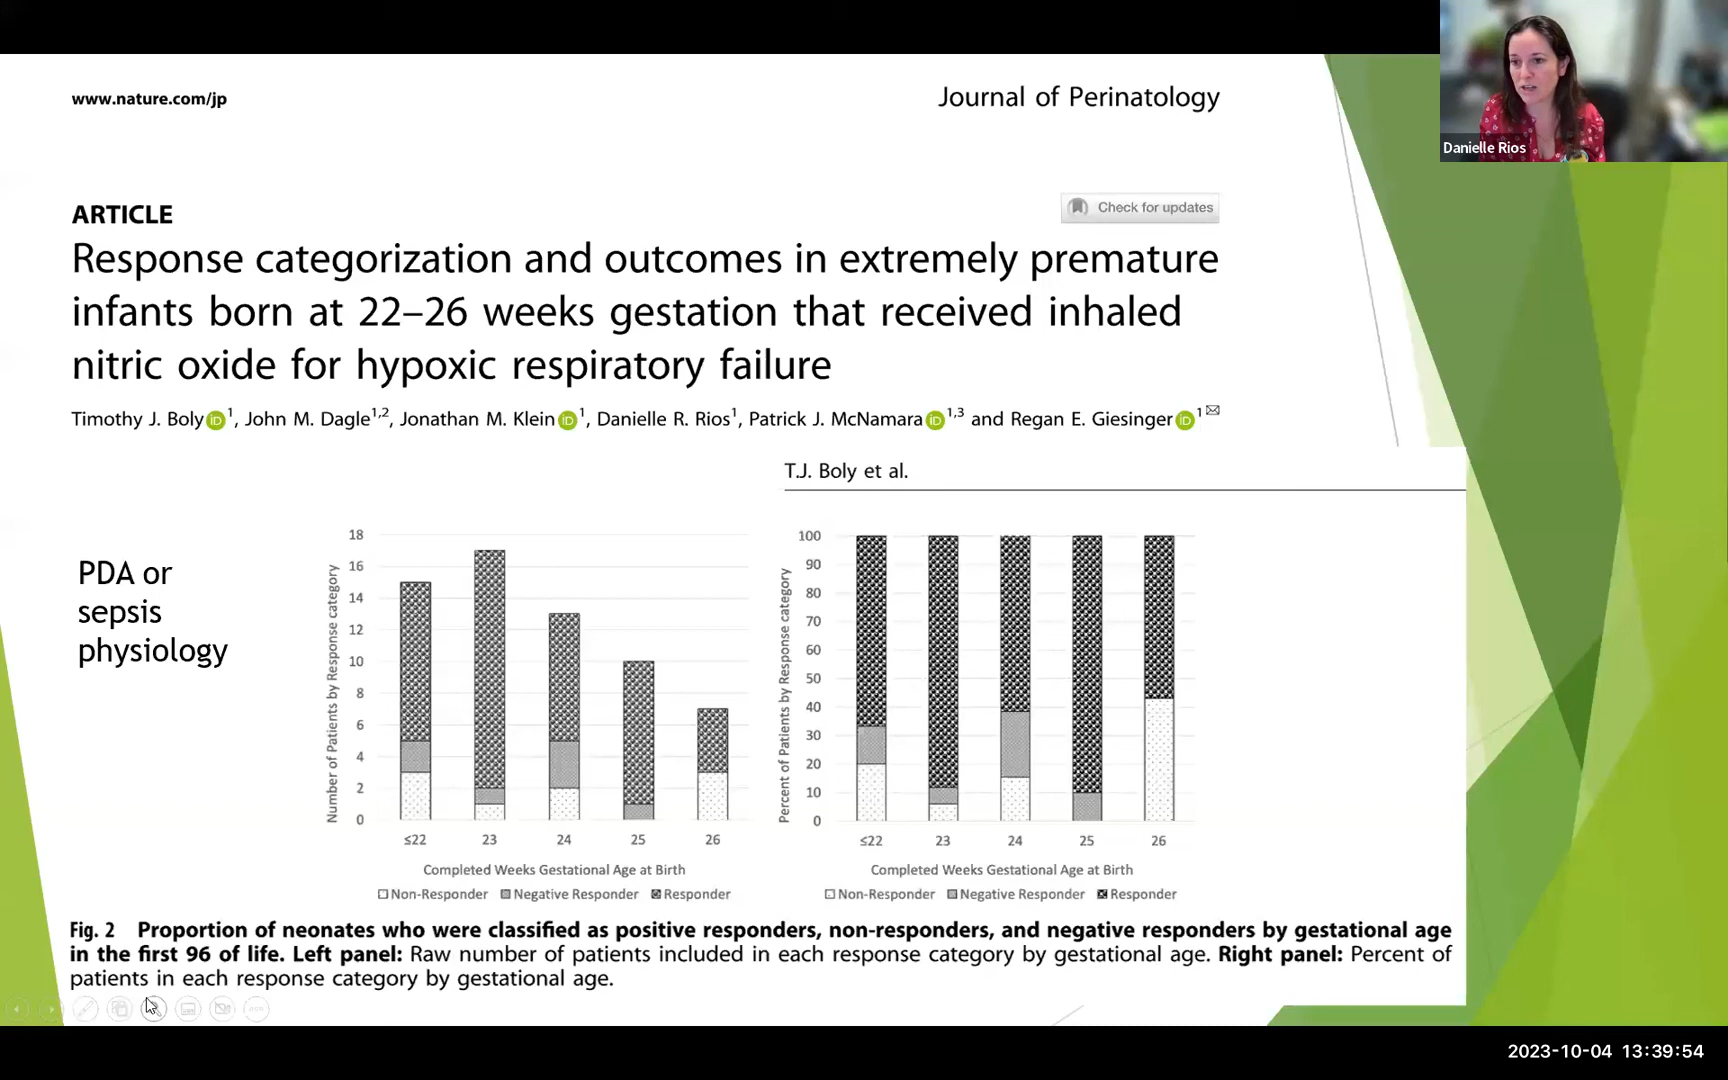 Danielle Rios
www.nature.com/jp
Journal of Perinatology
ARTICLE
Check for updates
Response categorization and outcomes in extremely premature
infants born at 22–26 weeks gestation that received inhaled
nitric oxide for hypoxic respiratory failure
Timothy J. Boly iD 1, John M. Dagle1,2, Jonathan M. Klein iD 1, Danielle R. Rios1, Patrick J. McNamara iD 1,3 and Regan E. Giesinger iD 1✉
T.J. Boly et al.
PDA or
sepsis
physiology
Number of Patients by Response category
18
16
14
12
10
8
6
4
2
0
≤22 23 24 25 26
Completed Weeks Gestational Age at Birth
Non-Responder Negative Responder Responder
Percent of Patients by Response category
100
90
80
70
60
50
40
30
20
10
0
≤22 23 24 25 26
Completed Weeks Gestational Age at Birth
Non-Responder Negative Responder Responder
Fig. 2 Proportion of neonates who were classified as positive responders, non-responders, and negative responders by gestational age
in the first 96 of life. Left panel: Raw number of patients included in each response category by gestational age. Right panel: Percent of
patients in each response category by gestational age.
2023-10-04 13:39:54